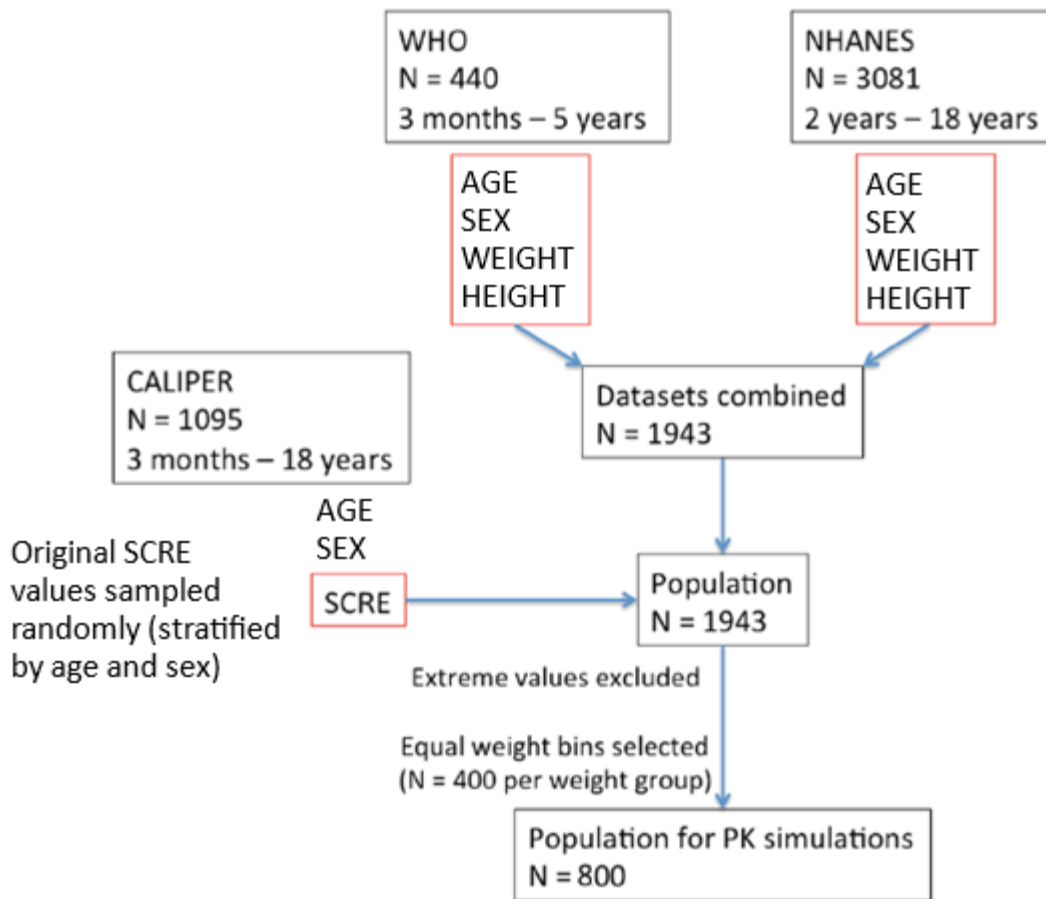 WHO
N = 440
3 months – 5 years
NHANES
N = 3081
2 years – 18 years
AGE
SEX
WEIGHT
HEIGHT
AGE
SEX
WEIGHT
HEIGHT
CALIPER
N = 1095
3 months – 18 years
Datasets combined
N = 1943
AGE
SEX
SCRE
Original SCRE
values sampled
randomly (stratified
by age and sex)
Population
N = 1943
Extreme values excluded
Equal weight bins selected
(N = 400 per weight group)
Population for PK simulations
N = 800